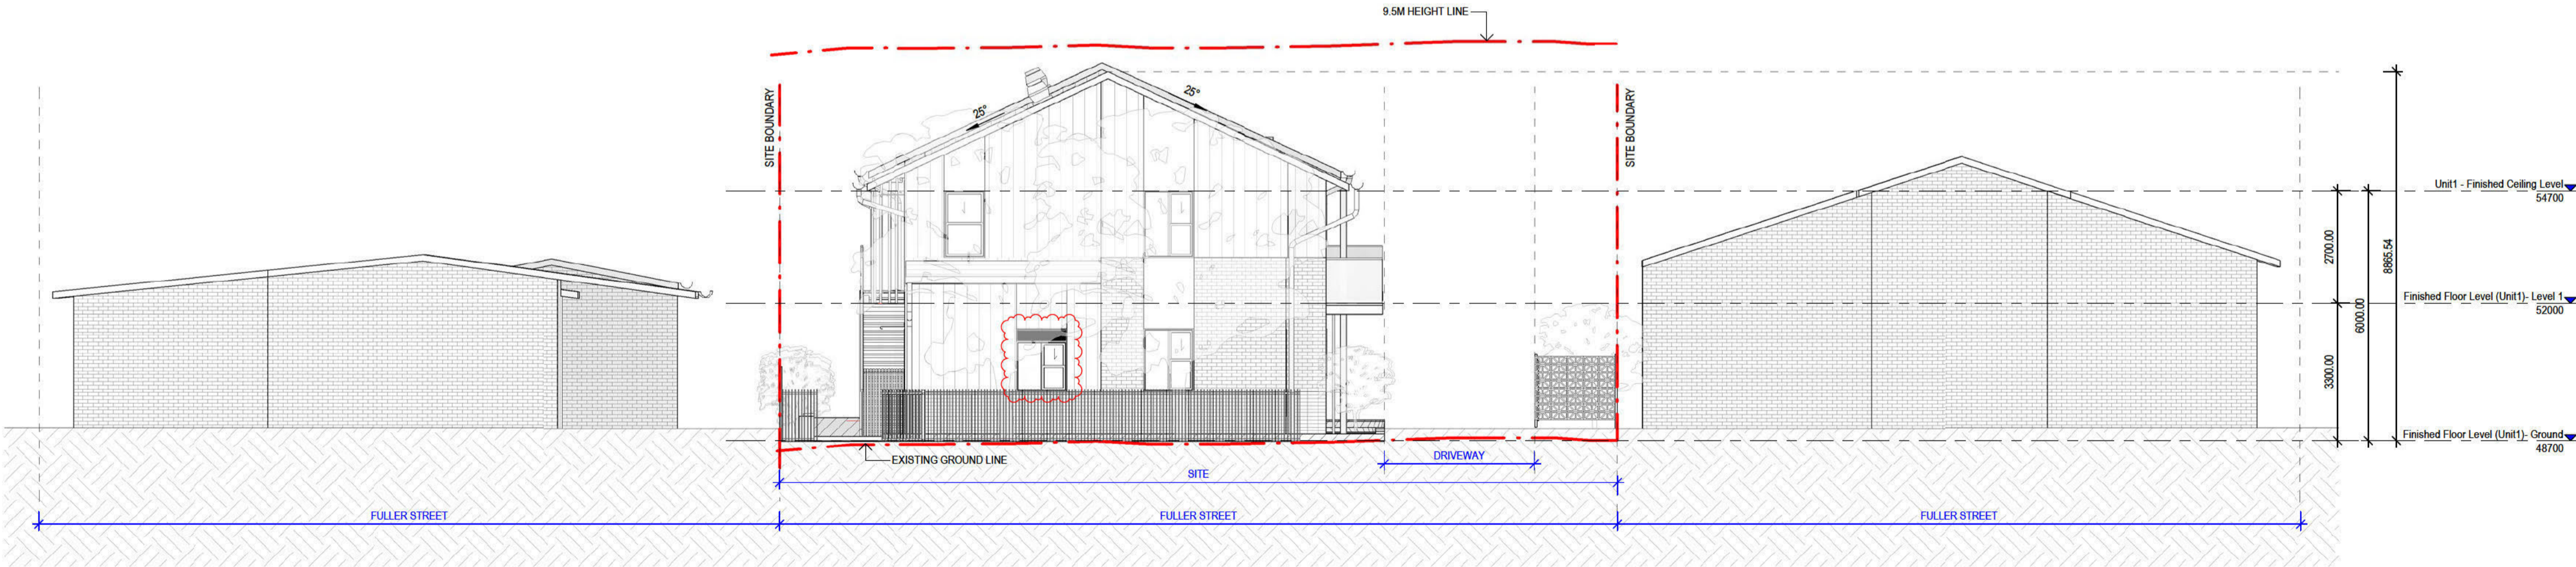 9.5M HEIGHT LINE
SITE BOUNDARY
25°
25°
SITE BOUNDARY
Unit1 - Finished Ceiling Level
54700
2700.00
8865.54
Finished Floor Level (Unit1)- Level 1
52000
6000.00
3300.00
Finished Floor Level (Unit1)- Ground
48700
EXISTING GROUND LINE
DRIVEWAY
SITE
FULLER STREET
FULLER STREET
FULLER STREET